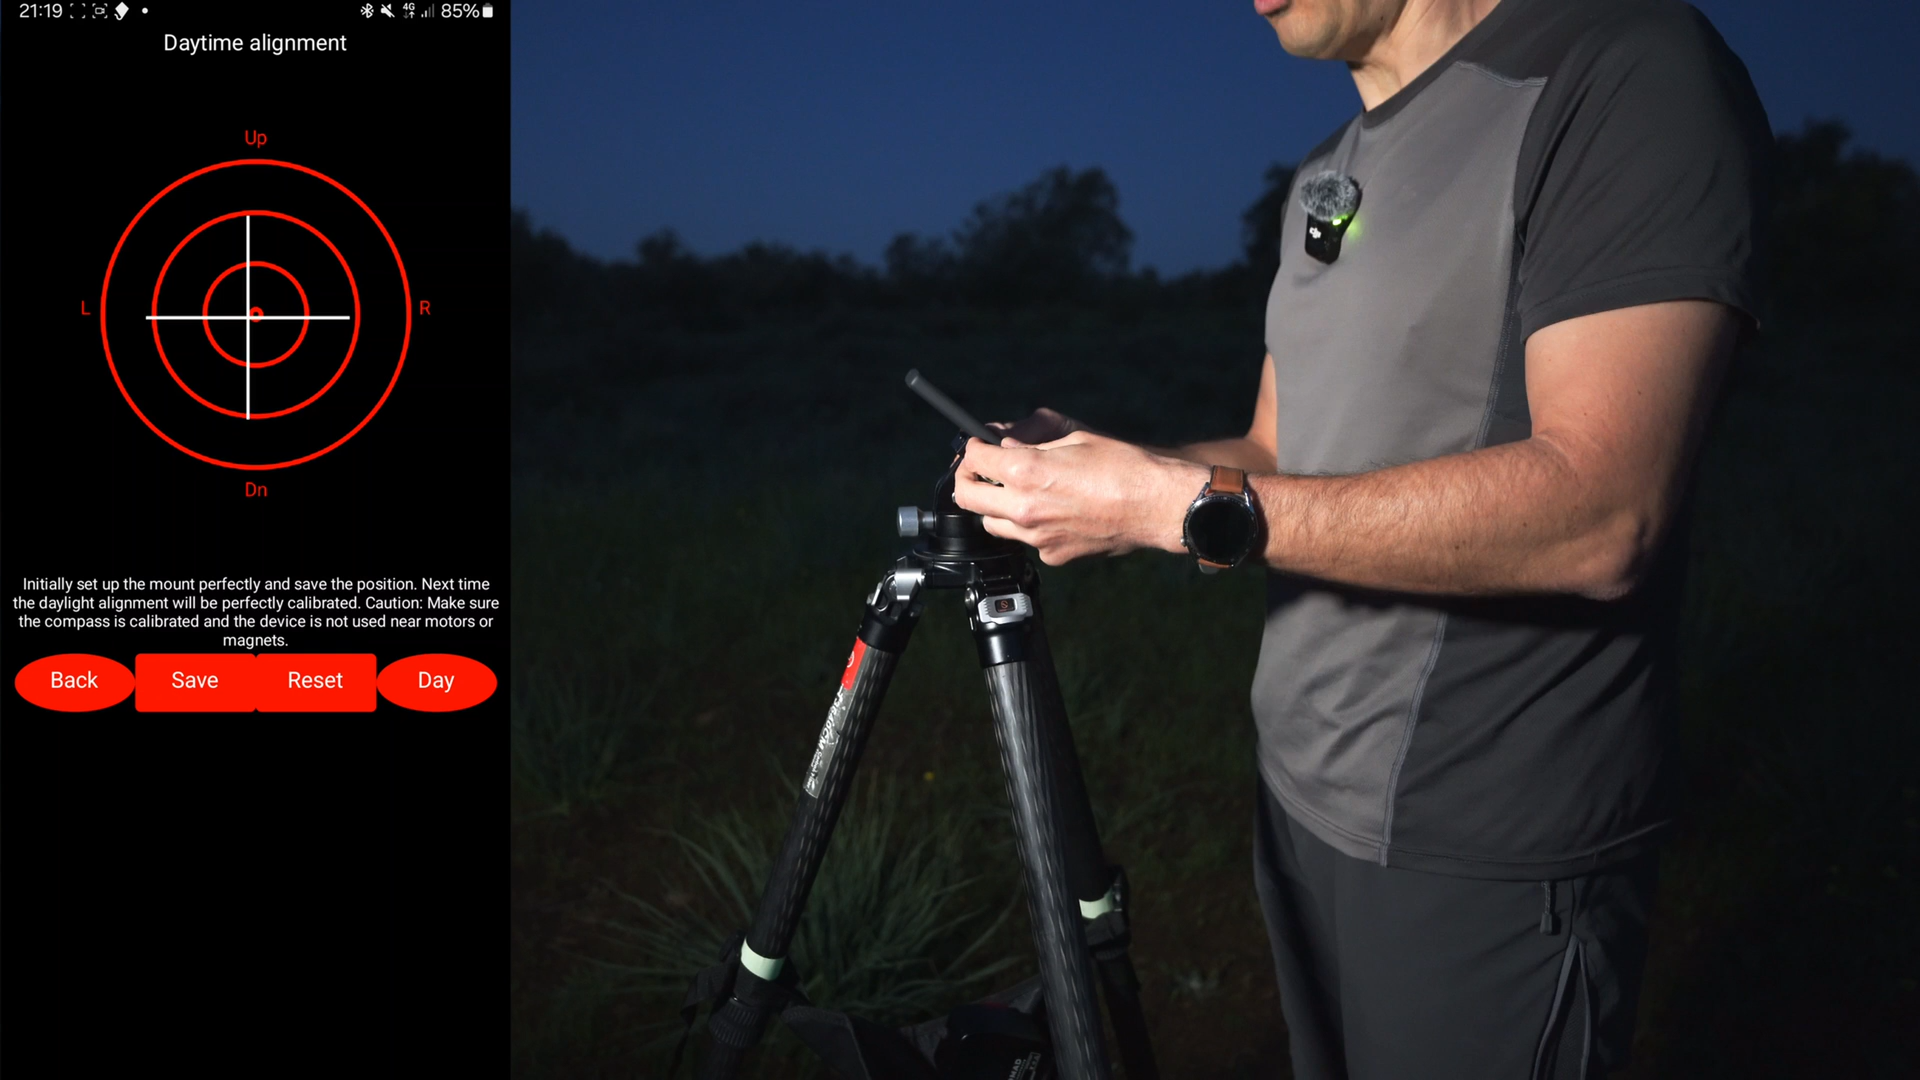 21:19
4G
85%
Daytime alignment
Up
L
R
Dn
Initially set up the mount perfectly and save the position. Next time
the daylight alignment will be perfectly calibrated. Caution: Make sure
the compass is calibrated and the device is not used near motors or
magnets.
Back
Save
Reset
Day
dji